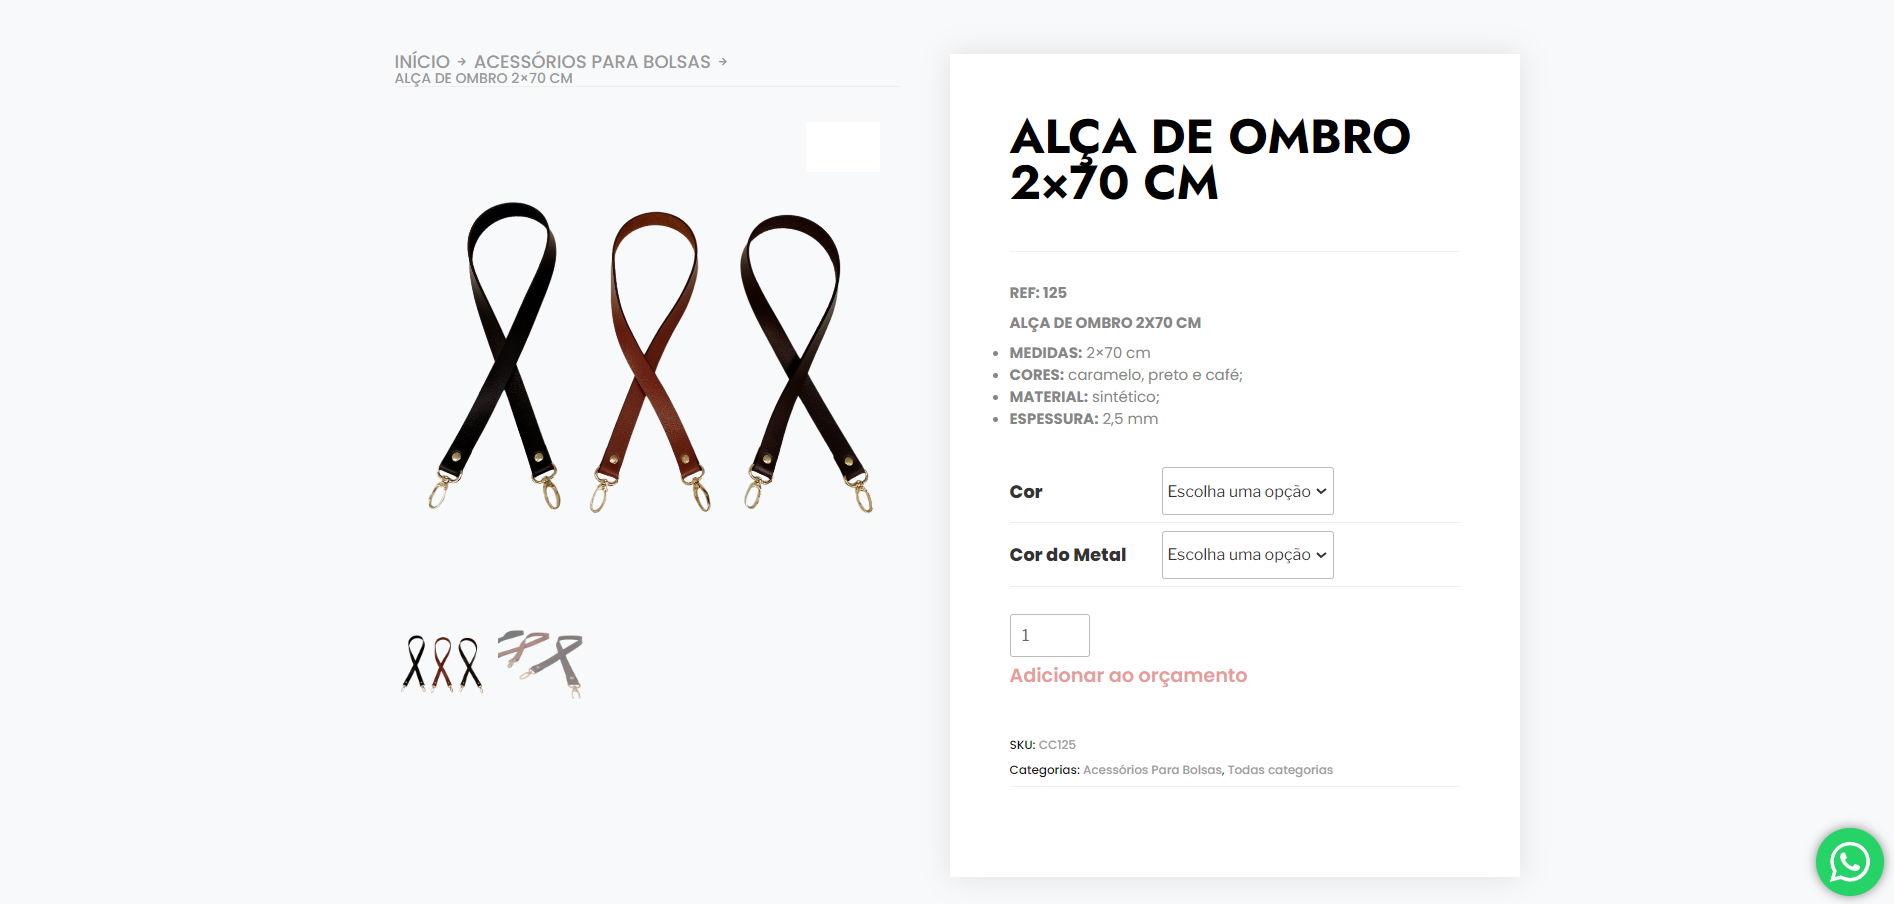 INÍCIO → ACESSÓRIOS PARA BOLSAS →
ALÇA DE OMBRO 2×70 CM
ALÇA DE OMBRO
2×70 CM
REF: 125
ALÇA DE OMBRO 2X70 CM
• MEDIDAS: 2×70 cm
• CORES: caramelo, preto e café;
• MATERIAL: sintético;
• ESPESSURA: 2,5 mm
Cor Escolha uma opção
Cor do Metal Escolha uma opção
1
Adicionar ao orçamento
SKU: CC125
Categorias: Acessórios Para Bolsas, Todas categorias